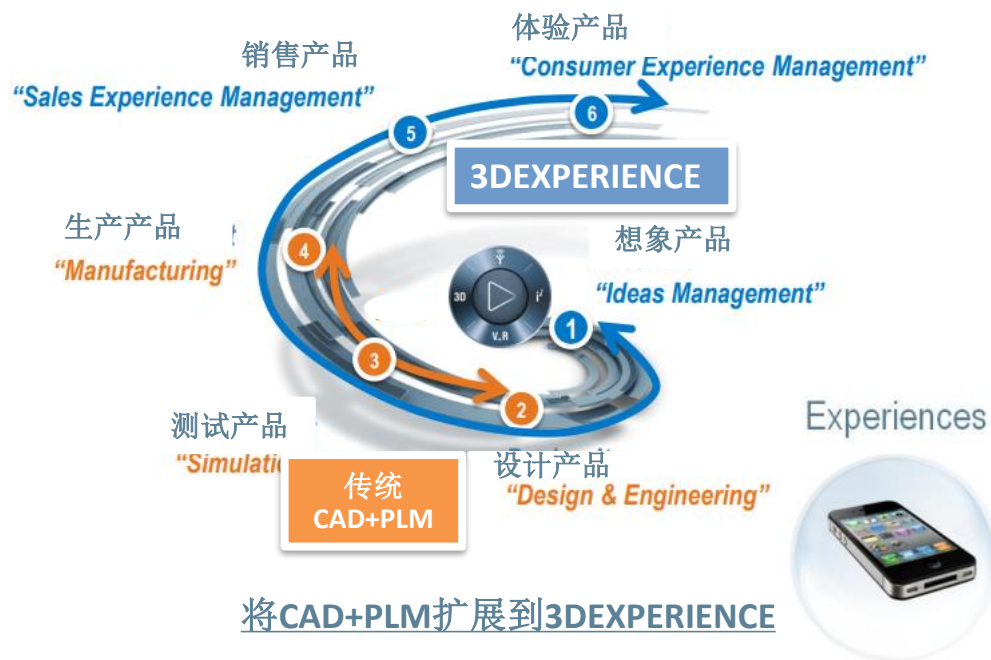 体验产品
“Consumer Experience Management”
销售产品
“Sales Experience Management”
6
5
3DEXPERIENCE
生产产品
“Manufacturing”
4
想象产品
“Ideas Management”
3D
V.R
1
3
2
测试产品
“Simulati
传统
CAD+PLM
设计产品
“Design & Engineering”
Experiences
将CAD+PLM扩展到3DEXPERIENCE